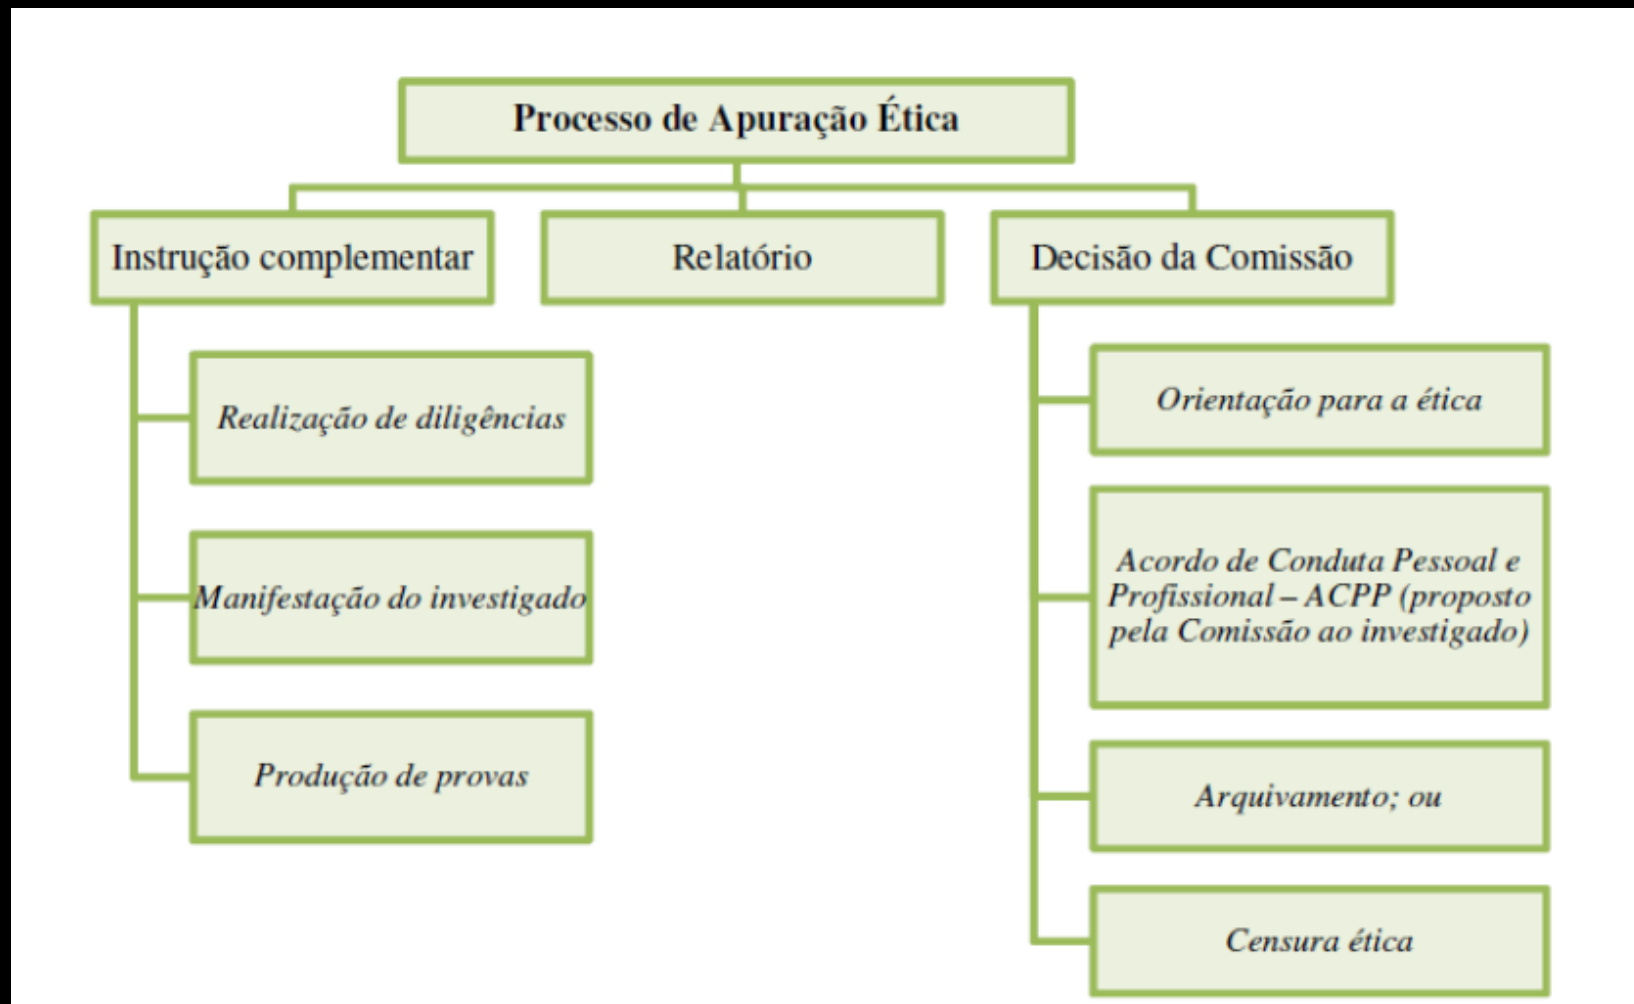 Processo de Apuração Ética
Instrução complementar
Relatório
Decisão da Comissão
Realização de diligências
Manifestação do investigado
Produção de provas
Orientação para a ética
Acordo de Conduta Pessoal e
Profissional – ACPP (proposto
pela Comissão ao investigado)
Arquivamento; ou
Censura ética